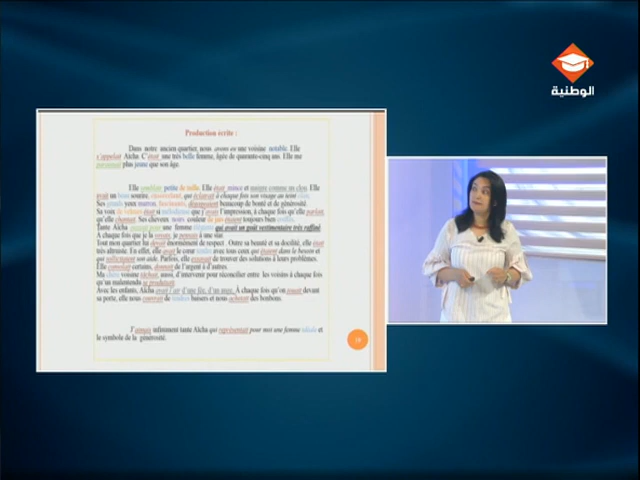 الوطنية
Production écrite :
Dans notre ancien quartier, nous avons eu une voisine notable. Elle
s'appelait Aïcha. C'était une très belle femme, âgée de quarante-cinq ans. Elle me
paraissait plus jeune que son âge.
Elle semblait petite de taille. Elle était mince et comme un clou. Elle
avait un bon sourire, qui éclairait à chaque fois son visage au teint
Ses yeux marron, fascinants, dégageaient beaucoup de bonté et de générosité.
Sa voix de velours était si mélodieuse que j'avais l'impression, à chaque fois qu'elle parlait,
qu'elle chantait. Ses cheveux noirs couleur de jais étaient toujours bien coiffés.
Tante Aïcha était pour une femme élégante qui avait un goût vestimentaire très raffiné.
À chaque fois que je la voyais, je pensais à une star.
Tout mon quartier lui devait énormément de respect. Outre sa beauté et sa docilité, elle était
très altruiste. En effet, elle avait le cœur tendre avec tous ceux qui étaient dans le besoin et
qui sollicitaient son aide. Parfois, elle essayait de trouver des solutions à leurs problèmes.
Elle consolait certains, donnait de l'argent à d'autres.
Ma chère voisine tâchait, aussi, d'intervenir pour réconcilier entre les voisins à chaque fois
qu'un malentendu se produisait.
Avec les enfants, Aïcha avait l'air d'une fée, d'un ange. À chaque fois qu'on jouait devant
sa porte, elle nous couvrait de tendres baisers et nous achetait des bonbons.
J'aimais infiniment tante Aïcha qui représentait pour moi une femme idéale et
le symbole de la générosité.